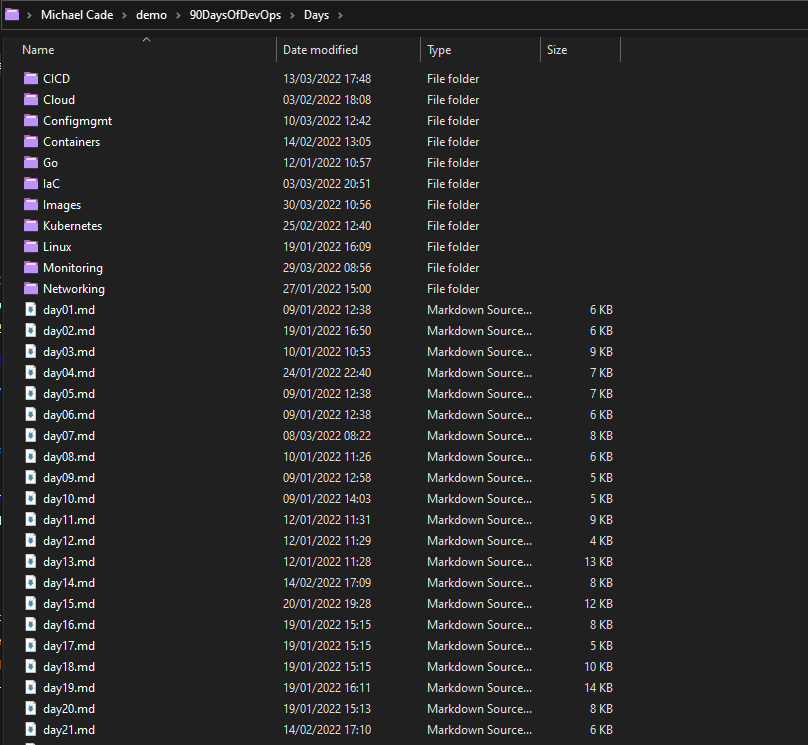 Michael Cade > demo > 90DaysOfDevOps > Days >
Name Date modified Type Size
CICD 13/03/2022 17:48 File folder
Cloud 03/02/2022 18:08 File folder
Configmgmt 10/03/2022 12:42 File folder
Containers 14/02/2022 13:05 File folder
Go 12/01/2022 10:57 File folder
IaC 03/03/2022 20:51 File folder
Images 30/03/2022 10:56 File folder
Kubernetes 25/02/2022 12:40 File folder
Linux 19/01/2022 16:09 File folder
Monitoring 29/03/2022 08:56 File folder
Networking 27/01/2022 15:00 File folder
day01.md 09/01/2022 12:38 Markdown Source... 6 KB
day02.md 19/01/2022 16:50 Markdown Source... 6 KB
day03.md 10/01/2022 10:53 Markdown Source... 9 KB
day04.md 24/01/2022 22:40 Markdown Source... 7 KB
day05.md 09/01/2022 12:38 Markdown Source... 7 KB
day06.md 09/01/2022 12:38 Markdown Source... 6 KB
day07.md 08/03/2022 08:22 Markdown Source... 8 KB
day08.md 10/01/2022 11:26 Markdown Source... 6 KB
day09.md 09/01/2022 12:58 Markdown Source... 5 KB
day10.md 09/01/2022 14:03 Markdown Source... 5 KB
day11.md 12/01/2022 11:31 Markdown Source... 9 KB
day12.md 12/01/2022 11:29 Markdown Source... 4 KB
day13.md 12/01/2022 11:28 Markdown Source... 13 KB
day14.md 14/02/2022 17:09 Markdown Source... 8 KB
day15.md 20/01/2022 19:28 Markdown Source... 12 KB
day16.md 19/01/2022 15:15 Markdown Source... 8 KB
day17.md 19/01/2022 15:15 Markdown Source... 5 KB
day18.md 19/01/2022 15:15 Markdown Source... 10 KB
day19.md 19/01/2022 16:11 Markdown Source... 14 KB
day20.md 19/01/2022 15:13 Markdown Source... 8 KB
day21.md 14/02/2022 17:10 Markdown Source... 6 KB